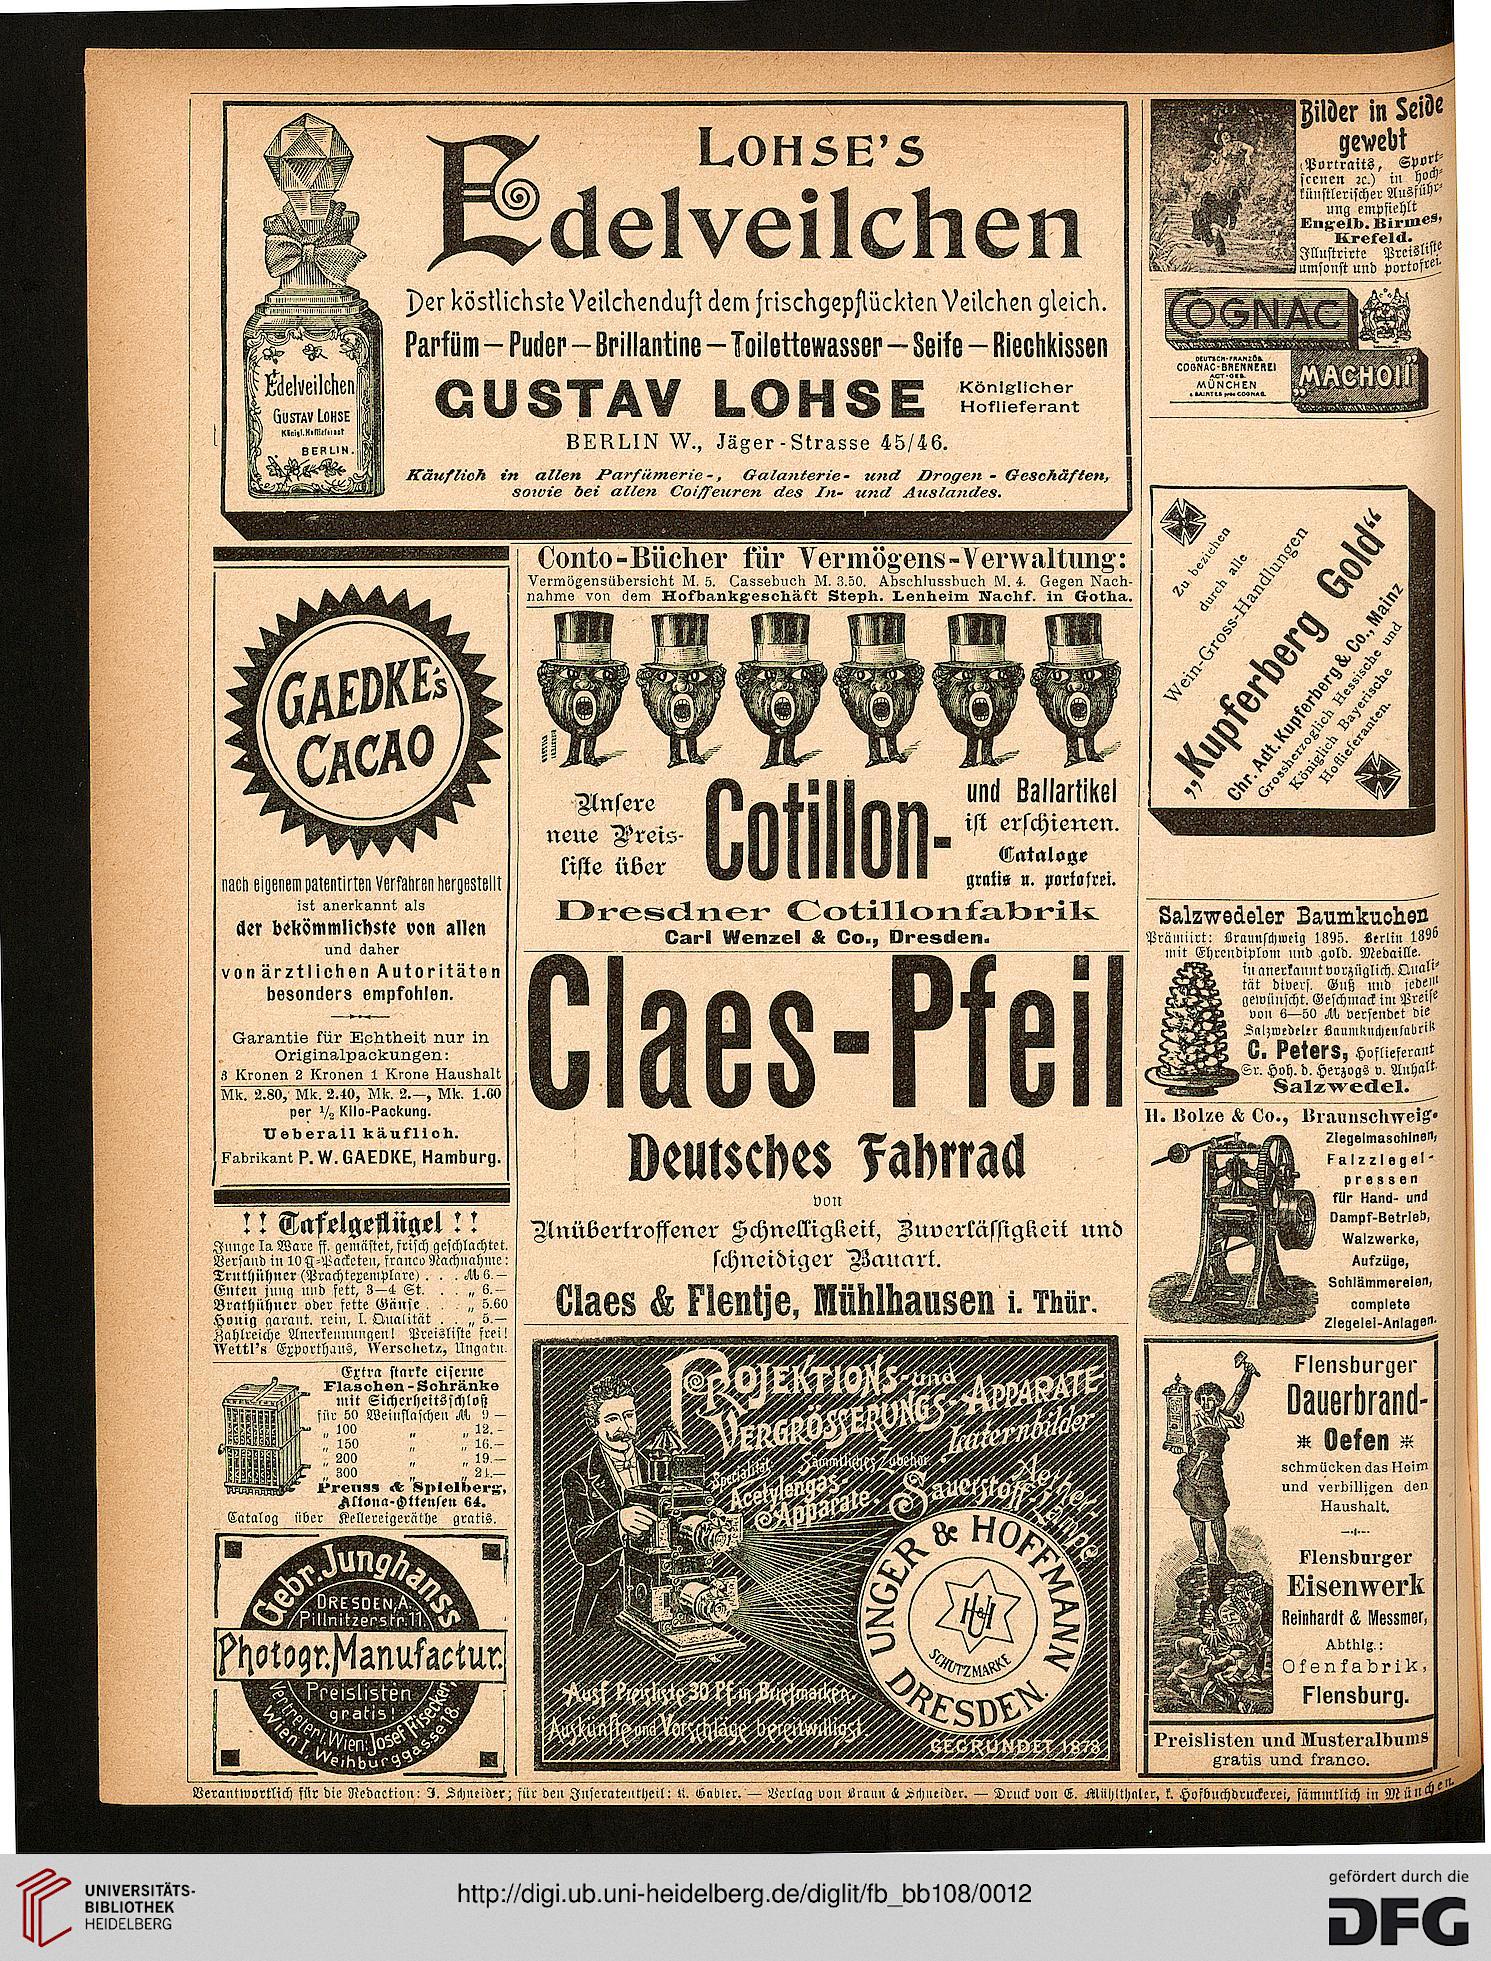 LOHSE'S
Edelveilchen
Der köstlichste Veilchenduft dem frischgepflückten Veilchen gleich.
Parfüm — Puder — Brillantine — Toilettewasser — Seife — Riechkissen
GUSTAV LOHSE
Königlicher
Hoflieferant
BERLIN W., Jäger-Strasse 45/46.
Käuflich in allen Parfümerie-, Galanterie- und Drogen-Geschäften,
sowie bei allen Coiffeuren des In- und Auslandes.
Edelveilchen
GUSTAV LOHSE
Königl. Hoflieferant
BERLIN.
Bilder in Seide
gewebt
(Portraits, Sport-
scenen ꝛc.) in hoch-
künstlerischer Ausführ-
ung empfiehlt
Engelb. Birmes,
Krefeld.
Illustrirte Preisliste
umsonst und portofrei.
COGNAC
DEUTSCH-FRANZÖS.
COGNAC-BRENNEREI
ACT-GES.
MÜNCHEN
"MACHOLL"
Zu beziehen
durch alle
Wein-Gross-Handlungen
„Kupferberg Gold“
Chr. Adt. Kupferberg & Co., Mainz
Grossherzoglich Hessische und
Königlich Bayerische
Hoflieferanten.
GAEDKE's
CACAO
nach eigenem patentirten Verfahren hergestellt
ist anerkannt als
der bekömmlichste von allen
und daher
von ärztlichen Autoritäten
besonders empfohlen.
Garantie für Echtheit nur in
Originalpackungen:
3 Kronen 2 Kronen 1 Krone Haushalt
Mk. 2.80, Mk. 2.40, Mk. 2.—, Mk. 1.60
per ½ Kilo-Packung.
Ueberall käuflich.
Fabrikant P. W. GAEDKE, Hamburg.
Conto-Bücher für Vermögens-Verwaltung:
Vermögensübersicht M. 5. Cassebuch M. 3.50. Abschlussbuch M. 4. Gegen Nach-
nahme von dem Hofbankgeschäft Steph. Lenheim Nachf. in Gotha.
Unsere
neue Preis-
liste über
Cotillon-
und Ballartikel
ist erschienen.
Cataloge
gratis u. portofrei.
Dresdner Cotillonfabrik
Carl Wenzel & Co., Dresden.
Claes-Pfeil
Deutsches Fahrrad
von
Unübertroffener Schnelligkeit, Zuverlässigkeit und
schneidiger Bauart.
Claes & Flentje, Mühlhausen i. Thür.
Salzwedeler Baumkuchen
Prämiirt: Braunschweig 1895. Berlin 1896
mit Ehrendiplom und gold. Medaille.
in anerkannt vorzüglich. Quali-
tät divers. Guß und jedem
gewünscht. Geschmack im Preise
von 6—50 M versendet die
Salzwedeler Baumkuchenfabrik
C. Peters, Hoflieferant
Sr. Hoh. d. Herzogs v. Anhalt
Salzwedel.
H. Bolze & Co., Braunschweig.
Ziegelmaschinen,
Falzziegel-
pressen
für Hand- und
Dampf-Betrieb,
Walzwerke,
Aufzüge,
Schlämmereien,
complete
Ziegelei-Anlagen.
!! Tafelgeflügel !!
Junge Ia Ware ff. gemästet, frisch geschlachtet.
Versand in 10 ℔-Packeten, franco Nachnahme:
Truthühner (Prachtexemplare) . . . M 6.—
Enten jung und fett, 3—4 St. . . „ 6.—
Brathühner oder fette Gänse . . . „ 5.60
Honig garant. rein, I. Qualität . . „ 5.—
Zahlreiche Anerkennungen! Preisliste frei!
Wettl's Exporthaus, Werschetz, Ungarn.
Extra starke eiserne
Flaschen-Schränke
mit Sicherheitsschloß
für 50 Weinflaschen M 9 —
„ 100 „ „ 12.-
„ 150 „ „ 16.-
„ 200 „ „ 19.—
„ 300 „ „ 24.—
Preuss & Spielberg,
Altona-Ottensen 64.
Catalog über Kellereigeräthe gratis.
Gebr. Junghanss
DRESDEN, A.
Pillnitzerstr. 11
Photogr. Manufactur.
Preislisten
gratis!
Vertreter i. Wien: Josef Friseker,
Wien I, Weihburggasse 18.
PROJEKTIONS- und
VERGRÖSSERUNGS-APPARATE
Laternbilder
Specialität: Sämmtliches Zubehör.
Acetylengas-
Apparate.
Aether-
Sauerstoff-
Lampe
UNGER & HOFFMANN
DRESDEN.
H&U
SCHUTZMARKE
Ausf. Preisliste 30 Pf. in Briefmarken.
Auskünfte und Vorschläge bereitwilligst.
GEGRÜNDET 1878
Flensburger
Dauerbrand-
Oefen
schmücken das Heim
und verbilligen den
Haushalt.
Flensburger
Eisenwerk
Reinhardt & Messmer,
Abthlg.:
Ofenfabrik,
Flensburg.
Preislisten und Musteralbums
gratis und franco.
Verantwortlich für die Redaction: J. Schneider; für den Inseratentheil: K. Gabler. — Verlag von Braun & Schneider. — Druck von E. Mühlthaler, k. Hofbuchdruckerei, sämmtlich in München.
UNIVERSITÄTS-
BIBLIOTHEK
HEIDELBERG
http://digi.ub.uni-heidelberg.de/diglit/fb_bb108/0012
gefördert durch die
DFG